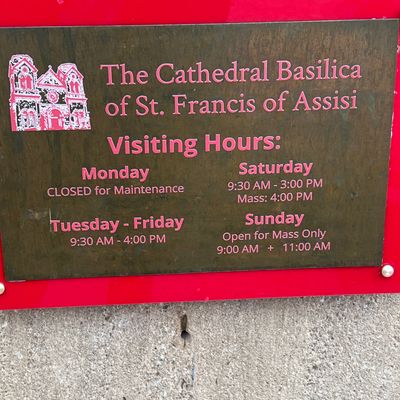 The Cathedral Basilica
of St. Francis of Assisi
Visiting Hours:
Monday
CLOSED for Maintenance
Tuesday - Friday
9:30 AM - 4:00 PM
Saturday
9:30 AM - 3:00 PM
Mass: 4:00 PM
Sunday
Open for Mass Only
9:00 AM + 11:00 AM